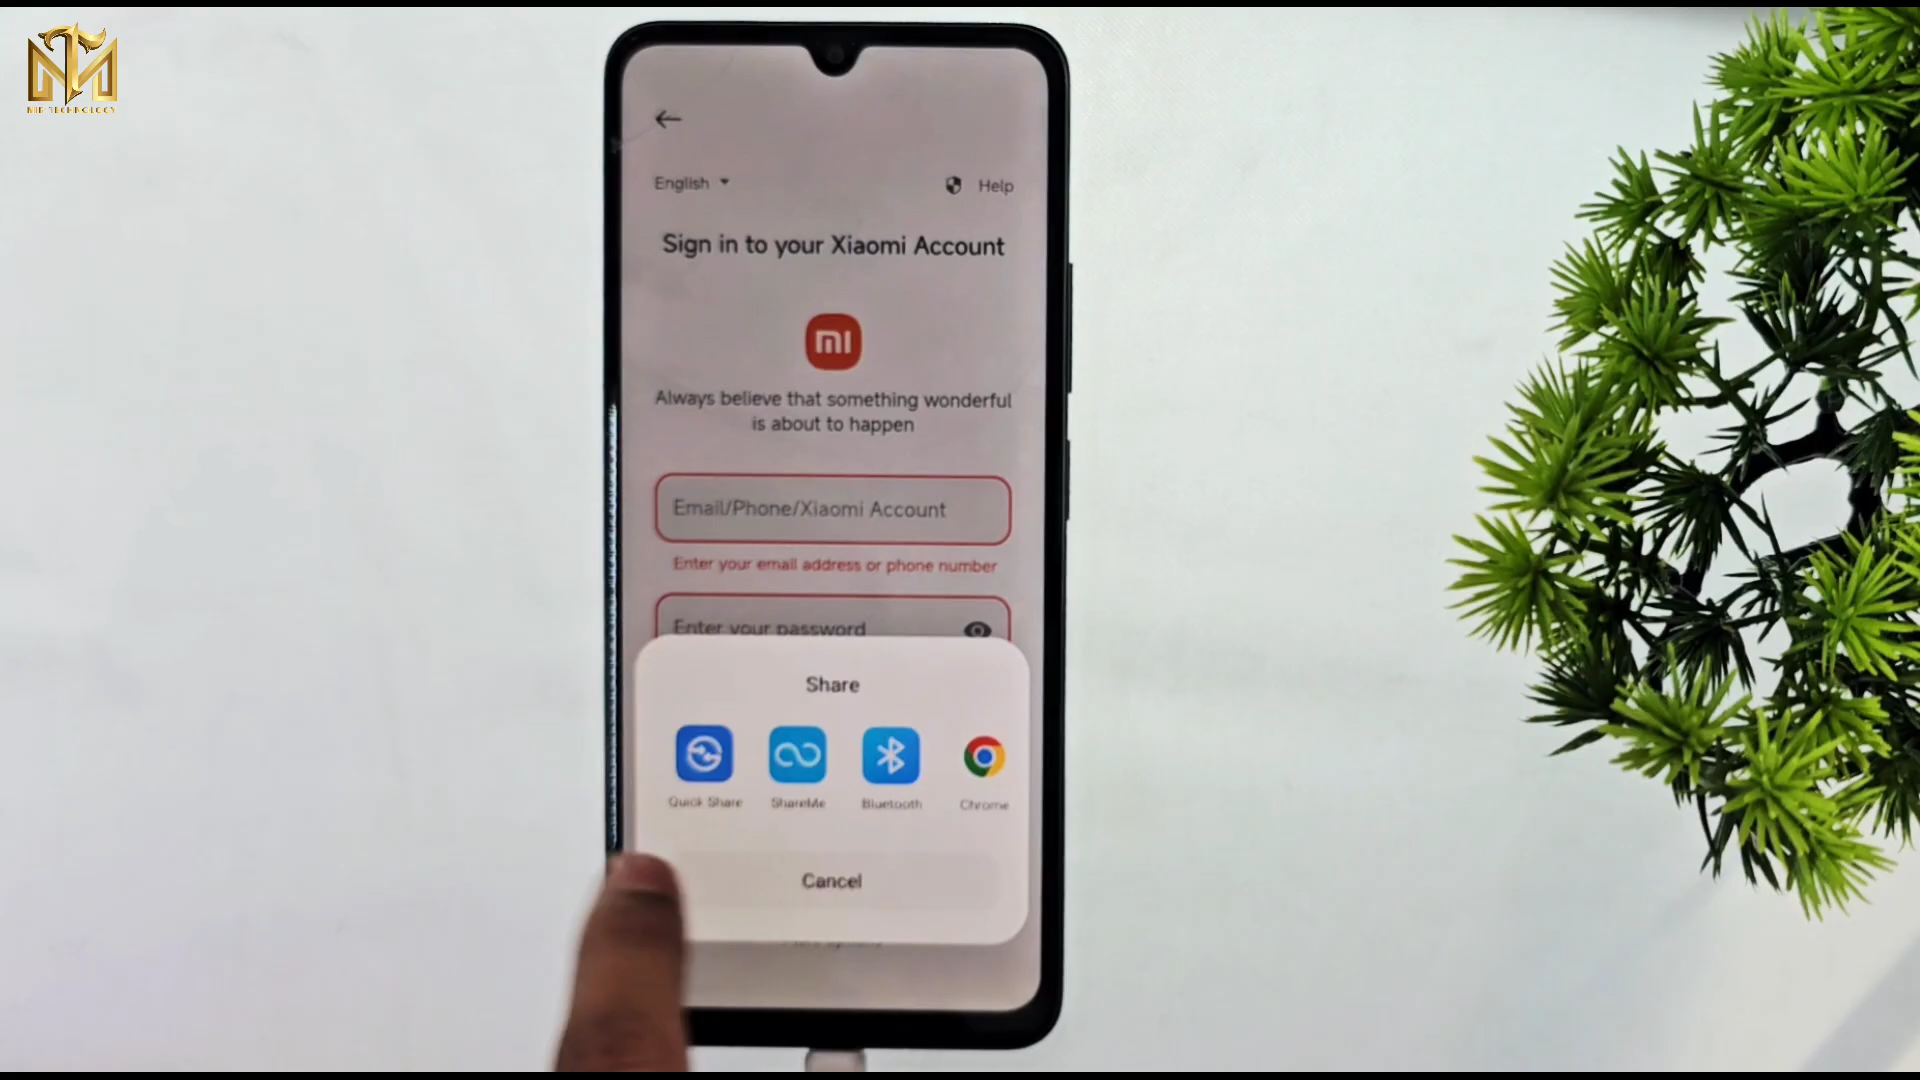 MT TECHNOLOGY
English
Help
Sign in to your Xiaomi Account
mi
Always believe that something wonderful
is about to happen
Email/Phone/Xiaomi Account
Enter your email address or phone number
Enter your password
Share
Quick Share
ShareMe
Bluetooth
Chrome
Cancel